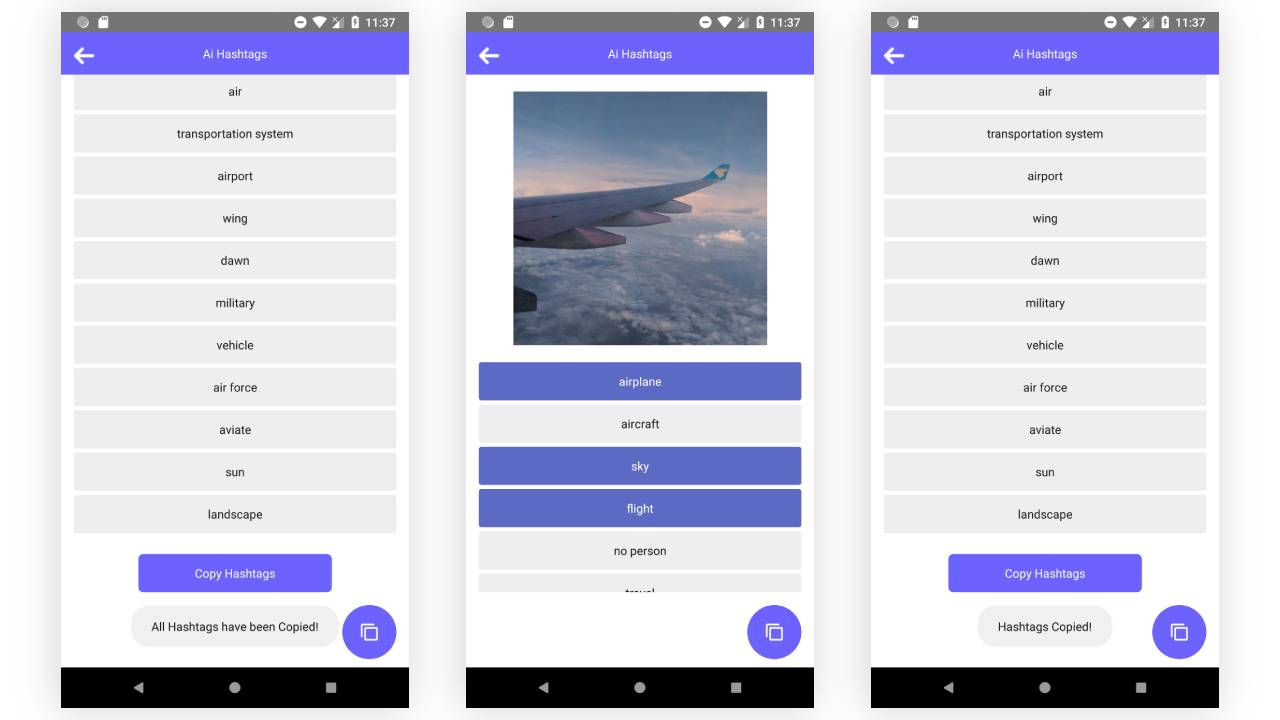 11:37
Ai Hashtags
air
transportation system
airport
wing
dawn
military
vehicle
air force
aviate
sun
landscape
Copy Hashtags
All Hashtags have been Copied!
11:37
Ai Hashtags
airplane
aircraft
sky
flight
no person
travel
11:37
Ai Hashtags
air
transportation system
airport
wing
dawn
military
vehicle
air force
aviate
sun
landscape
Copy Hashtags
Hashtags Copied!